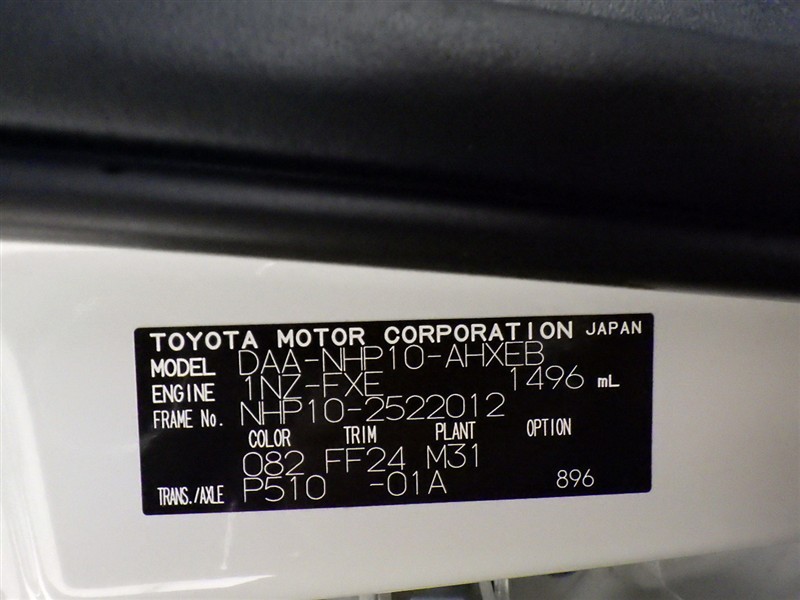 TOYOTA MOTOR CORPORATION JAPAN
MODEL DAA-NHP10-AHXEB
ENGINE 1NZ-FXE 1496 mL
FRAME No. NHP10-2522012
COLOR TRIM PLANT OPTION
082 FF24 M31
TRANS./AXLE P510 -01A 896